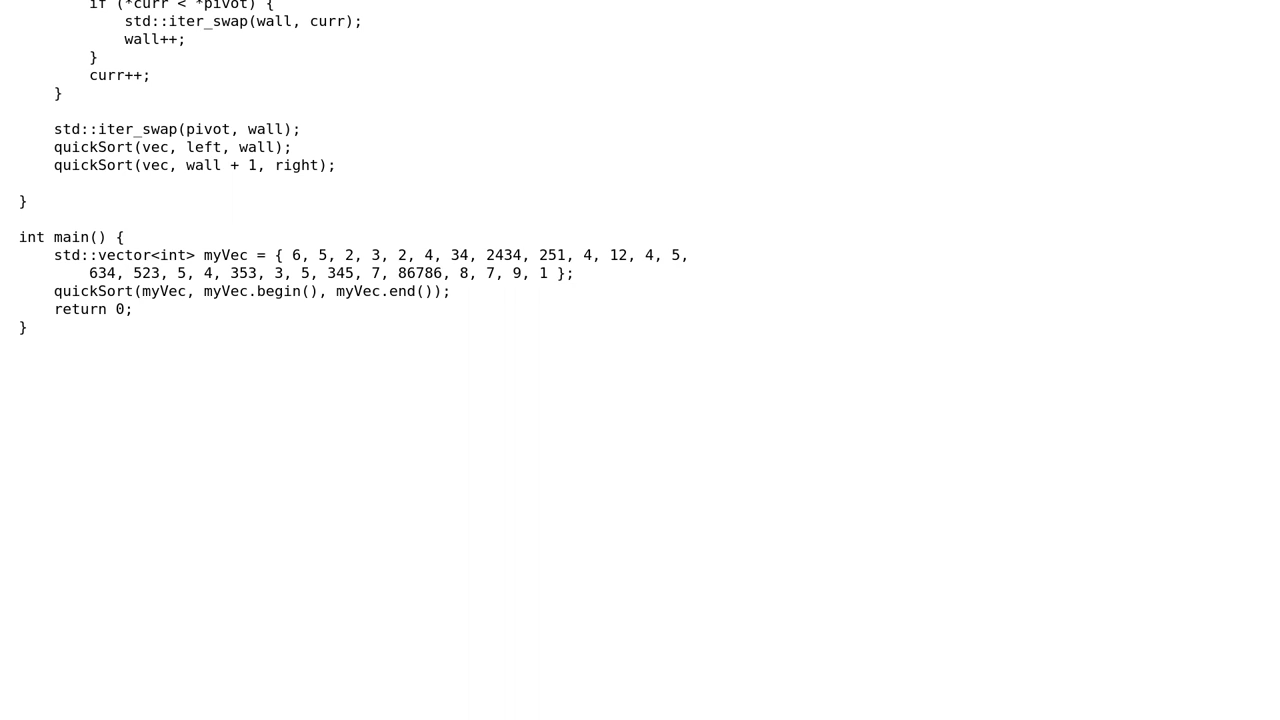 if (*curr < *pivot) {
std::iter_swap(wall, curr);
wall++;
}
curr++;
}
std::iter_swap(pivot, wall);
quickSort(vec, left, wall);
quickSort(vec, wall + 1, right);
}
int main() {
std::vector<int> myVec = { 6, 5, 2, 3, 2, 4, 34, 2434, 251, 4, 12, 4, 5,
634, 523, 5, 4, 353, 3, 5, 345, 7, 86786, 8, 7, 9, 1 };
quickSort(myVec, myVec.begin(), myVec.end());
return 0;
}